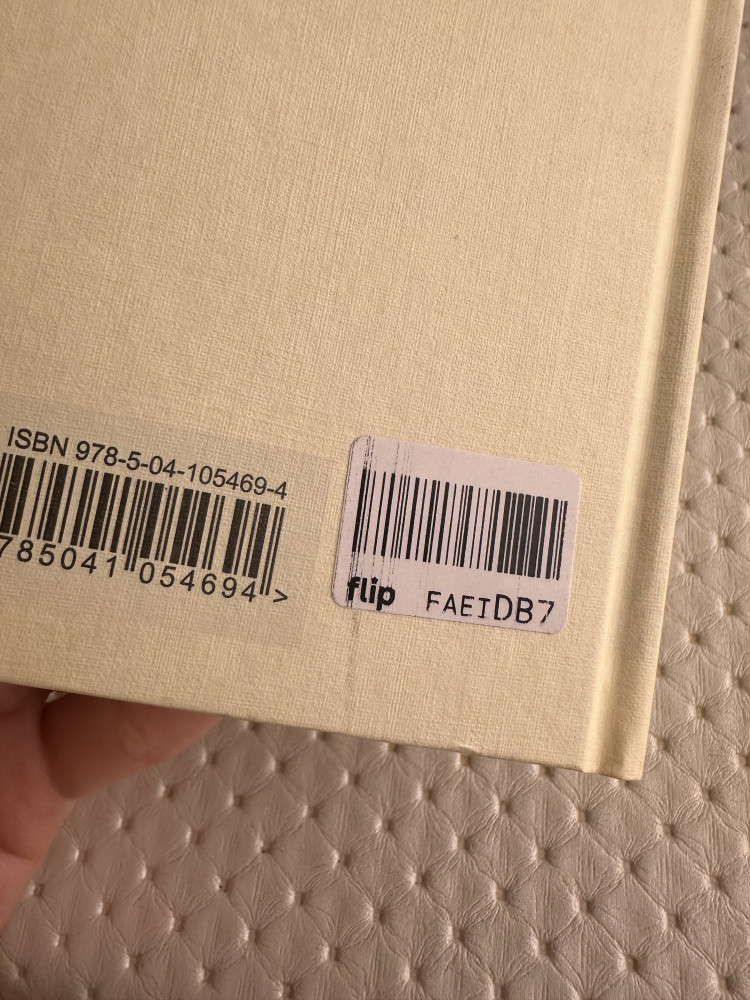 ISBN 978-5-04-105469-4
785041 054694 >
flip FAEIDB7